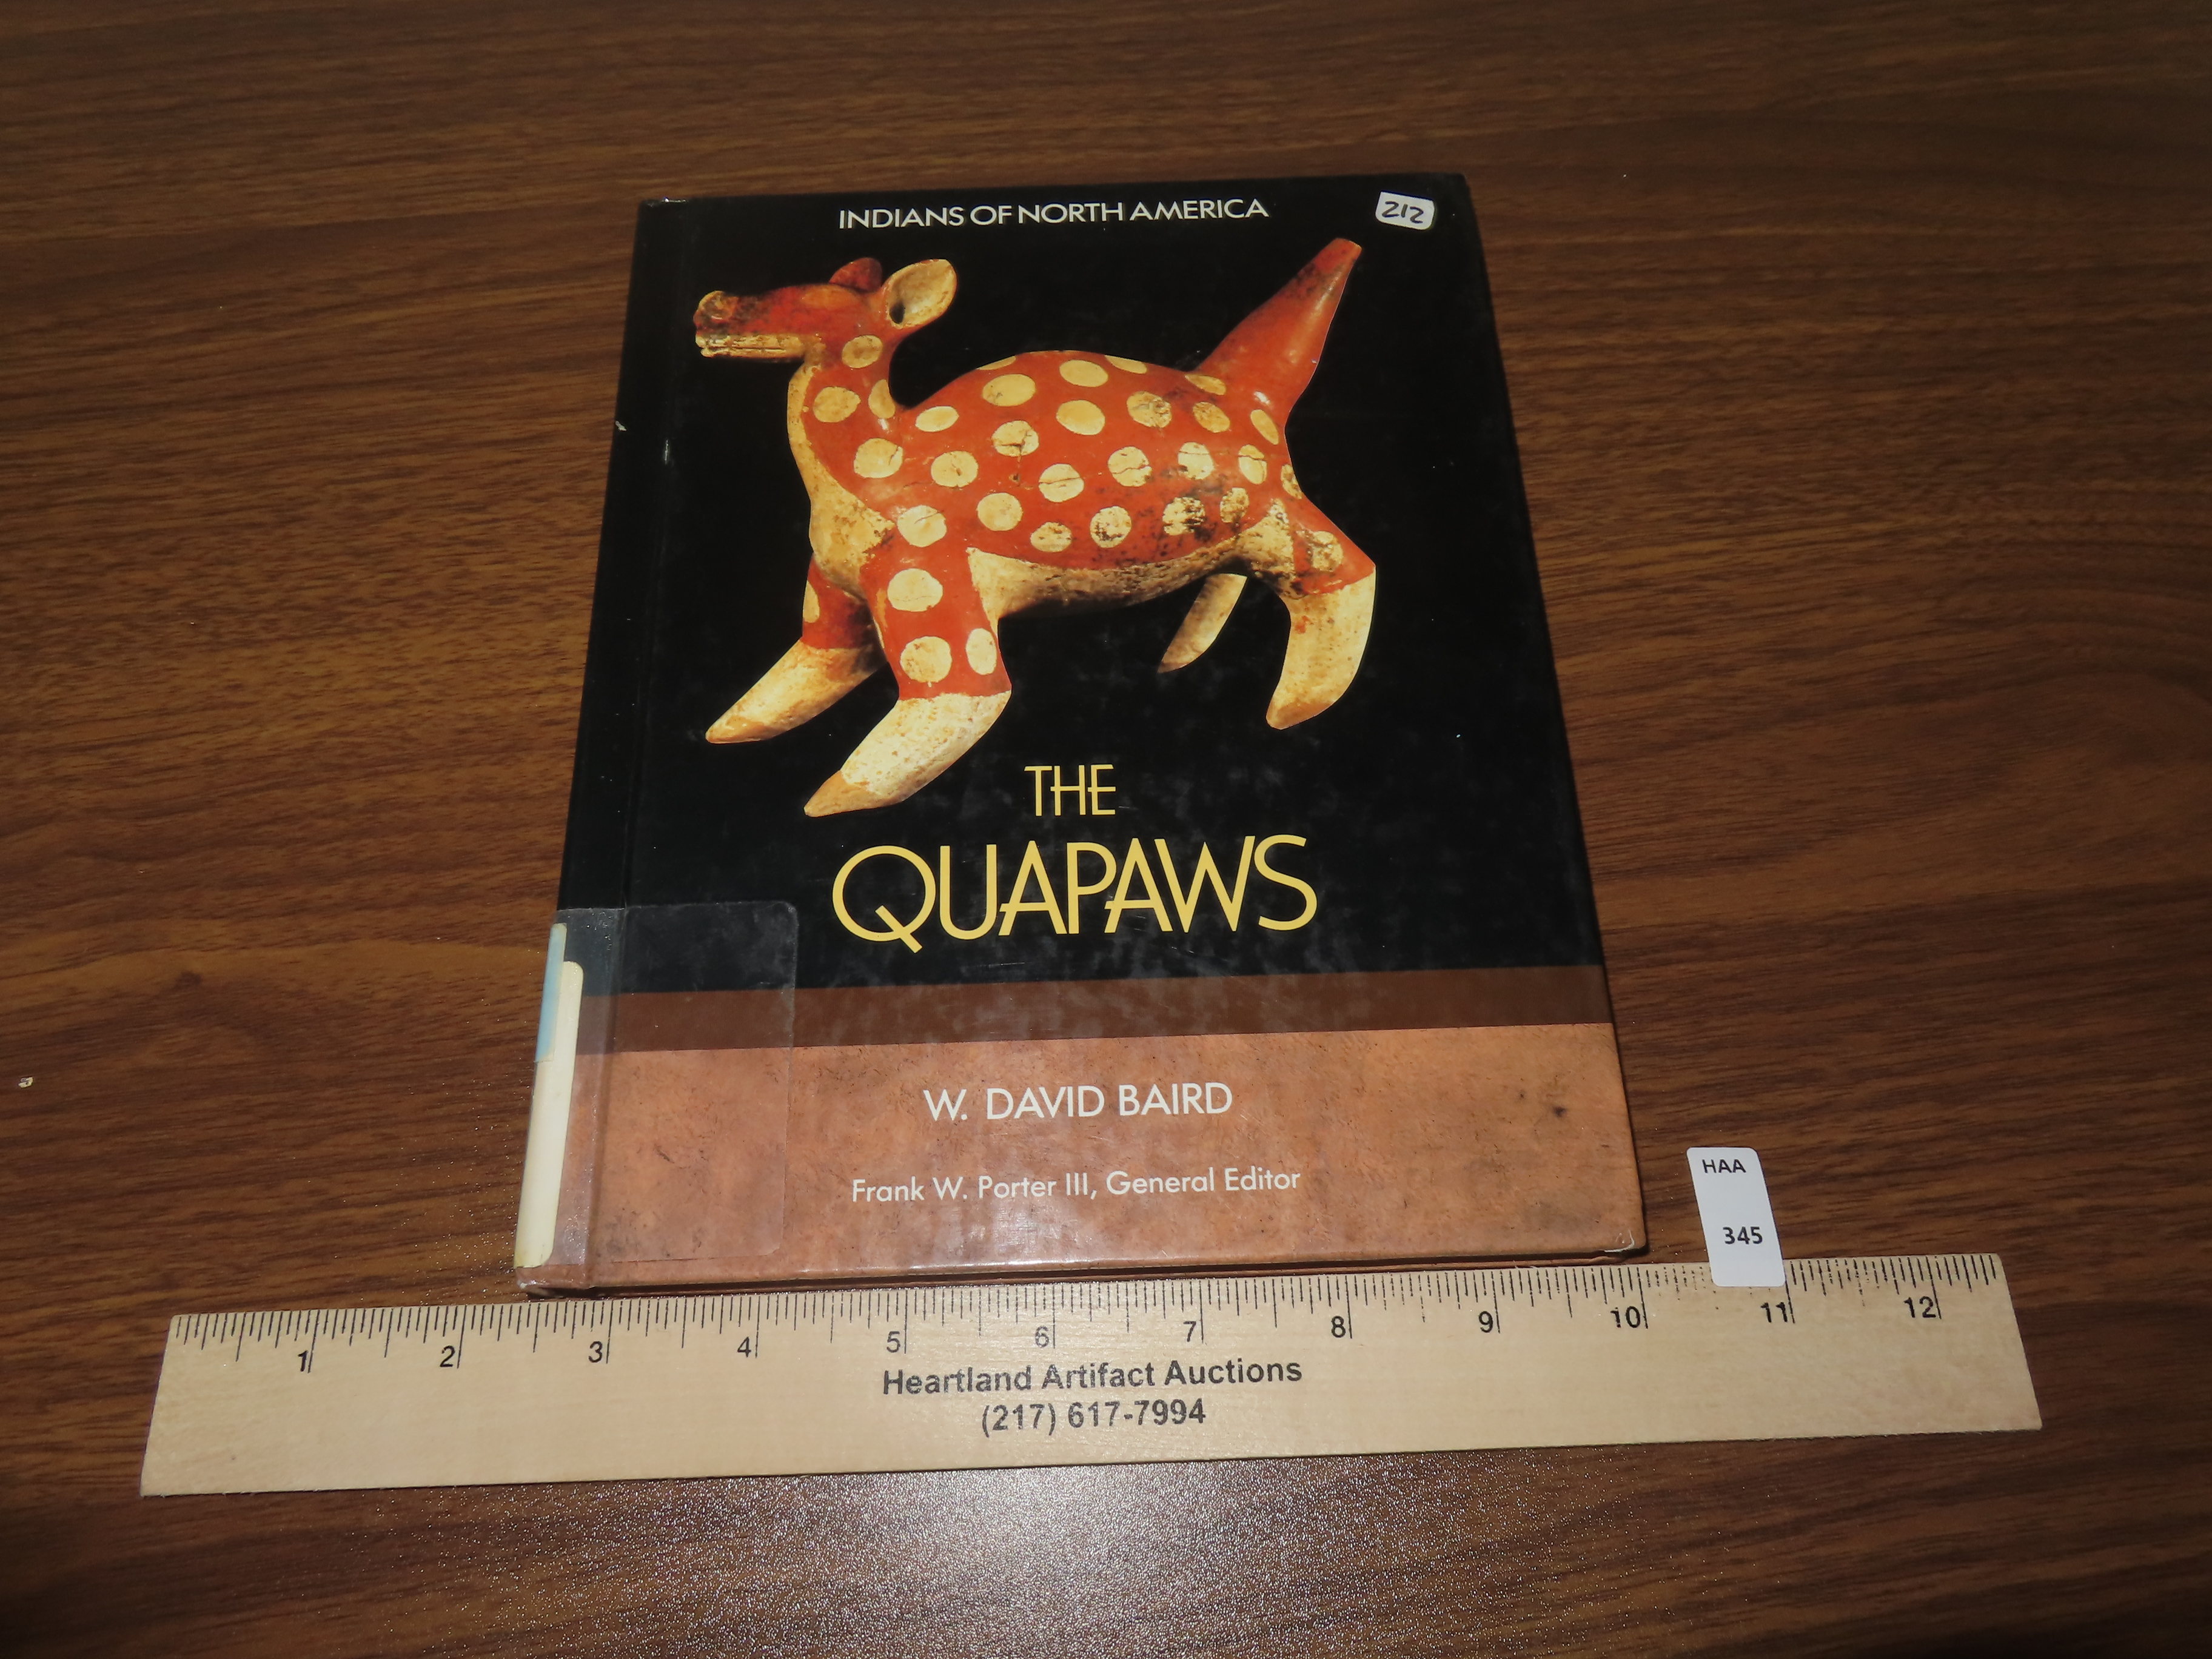 INDIANS OF NORTH AMERICA
212
THE
QUAPAWS
W. DAVID BAIRD
Frank W. Porter III, General Editor
HAA
345
1 2 3 4 5 6 7 8 9 10 11 12
Heartland Artifact Auctions
(217) 617-7994